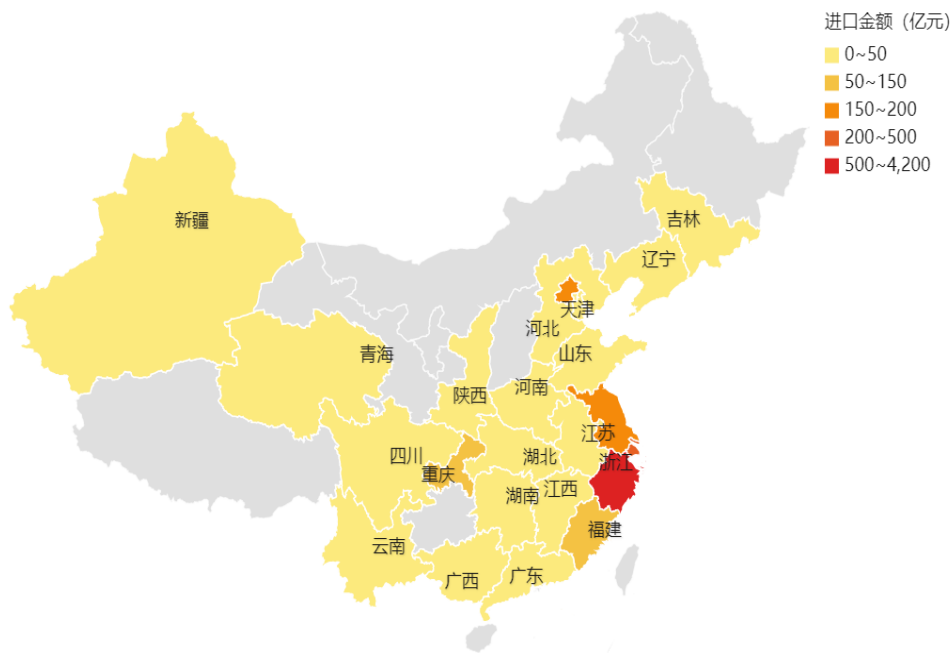 进口金额（亿元）
0~50
50~150
150~200
200~500
500~4,200
新疆
吉林
辽宁
天津
河北
山东
青海
河南
陕西
江苏
四川
湖北
浙江
重庆
湖南
江西
福建
云南
广东
广西